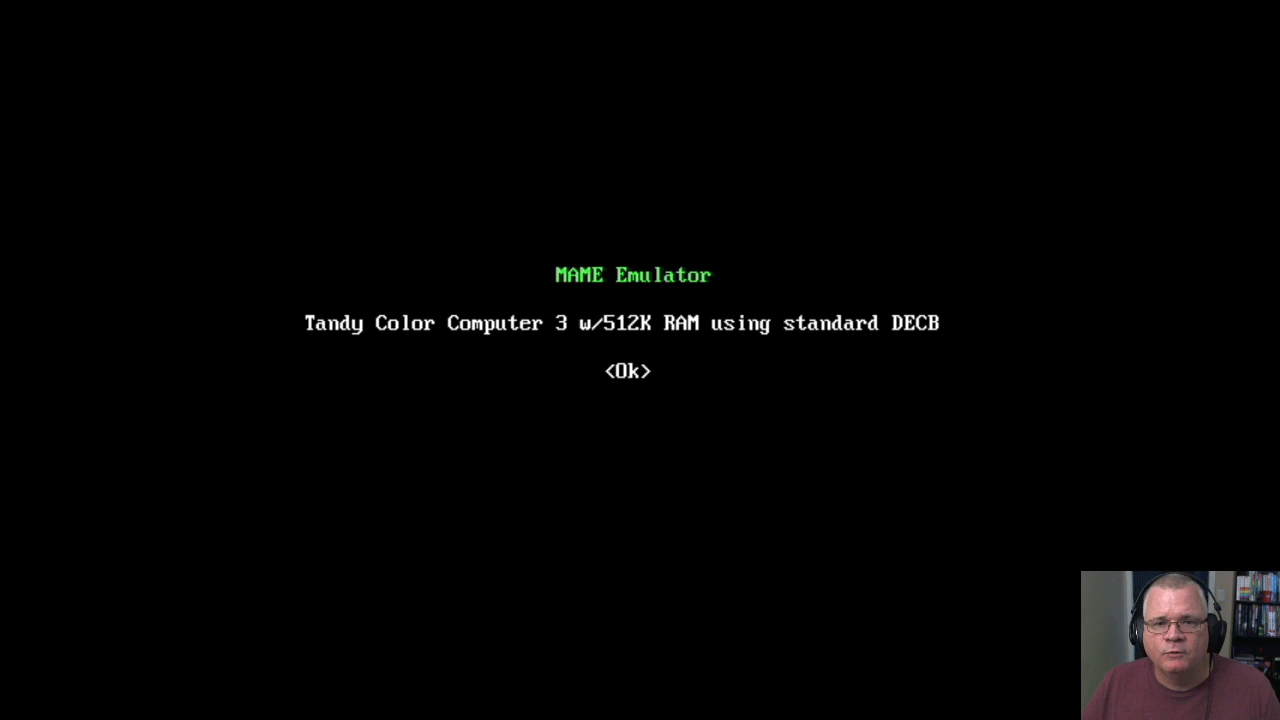 MAME Emulator
Tandy Color Computer 3 w/512K RAM using standard DECB
<Ok>